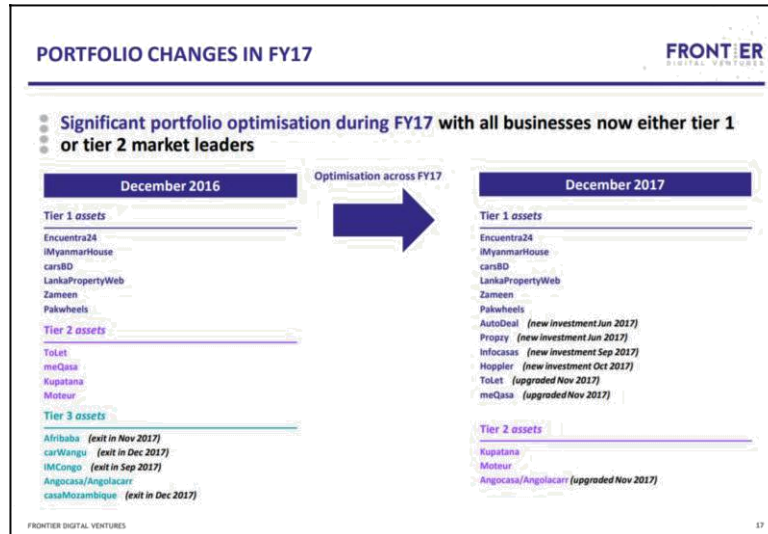 PORTFOLIO CHANGES IN FY17
FRONTIER
DIGITAL VENTURES
Significant portfolio optimisation during FY17 with all businesses now either tier 1
or tier 2 market leaders
December 2016
Tier 1 assets
Encuentra24
iMyanmarHouse
carsBD
LankaPropertyWeb
Zameen
Pakwheels
Tier 2 assets
ToLet
meQasa
Kupatana
Moteur
Tier 3 assets
Afribaba (exit in Nov 2017)
carWangu (exit in Dec 2017)
IMCongo (exit in Sep 2017)
Angocasa/Angolacarr
casaMozambique (exit in Dec 2017)
Optimisation across FY17
December 2017
Tier 1 assets
Encuentra24
iMyanmarHouse
carsBD
LankaPropertyWeb
Zameen
Pakwheels
AutoDeal (new investment Jun 2017)
Propzy (new investment Jun 2017)
Infocasas (new investment Sep 2017)
Hoppler (new investment Oct 2017)
ToLet (upgraded Nov 2017)
meQasa (upgraded Nov 2017)
Tier 2 assets
Kupatana
Moteur
Angocasa/Angolacarr (upgraded Nov 2017)
FRONTIER DIGITAL VENTURES
17